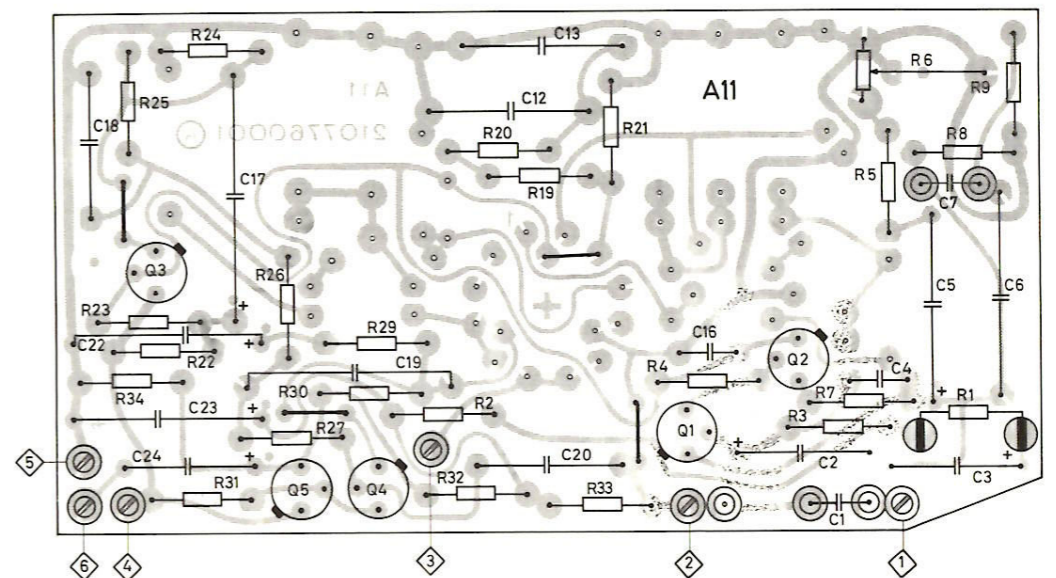 R24
C13
R6
R9
R25
A11
A11
C12
C18
2107760001
R20
R21
R8
R19
R5
C7
C17
Q3
R26
C5
C6
R23
+
C22
+
R29
C16
Q2
R22
R4
C4
C19
R34
R30
R2
R7
+
R1
C23
+
R3
Q1
+
R27
+
5
C24
+
C20
C2
C3
R31
Q5
Q4
R32
R33
C1
6
4
3
2
1